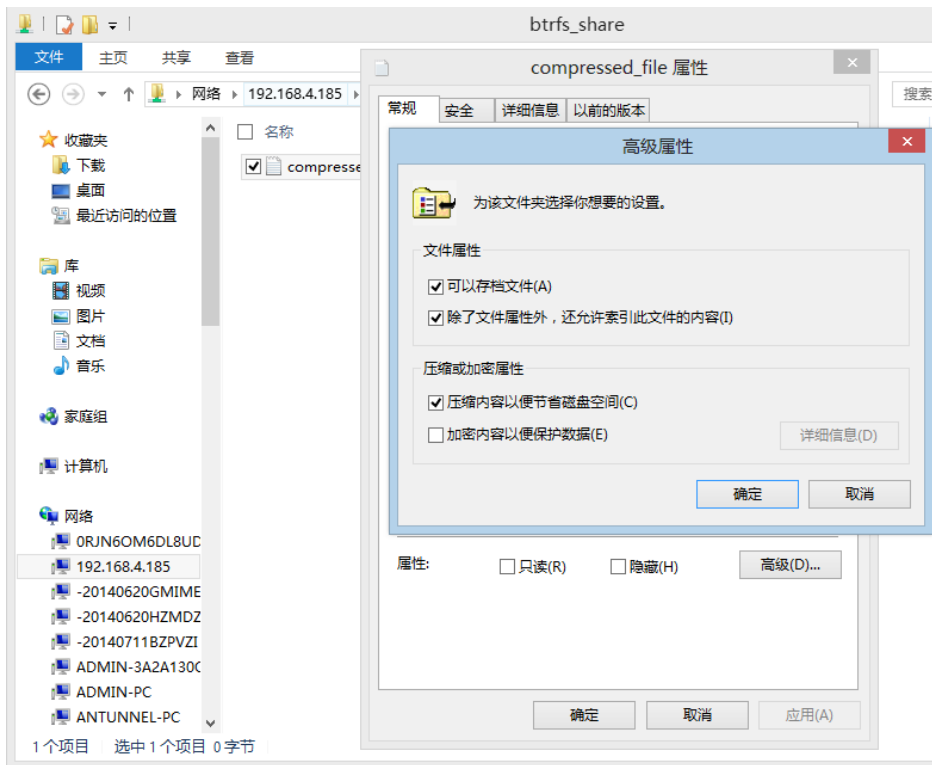 btrfs_share
文件 主页 共享 查看
网络 192.168.4.185
搜索
收藏夹
下载
桌面
最近访问的位置
库
视频
图片
文档
音乐
家庭组
计算机
网络
0RJN6OM6DL8UD
192.168.4.185
-20140620GMIME
-20140620HZMDZ
-20140711BZPVZI
ADMIN-3A2A130C
ADMIN-PC
ANTUNNEL-PC
1个项目 选中1个项目 0字节
名称
compresse
compressed_file 属性
常规 安全 详细信息 以前的版本
高级属性
为该文件夹选择你想要的设置。
文件属性
可以存档文件(A)
除了文件属性外，还允许索引此文件的内容(I)
压缩或加密属性
压缩内容以便节省磁盘空间(C)
加密内容以便保护数据(E)
详细信息(D)
确定 取消
属性: 只读(R) 隐藏(H) 高级(D)...
确定 取消 应用(A)